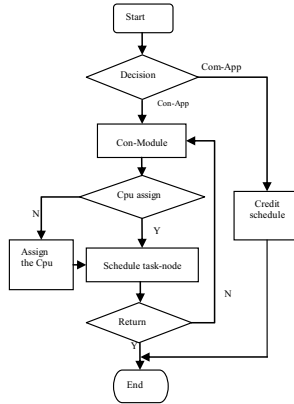 Start
Decision
Com-App
Con-App
Con-Module
Cpu assign
N
Y
Credit
schedule
Assign
the Cpu
Schedule task-node
N
Return
Y
End